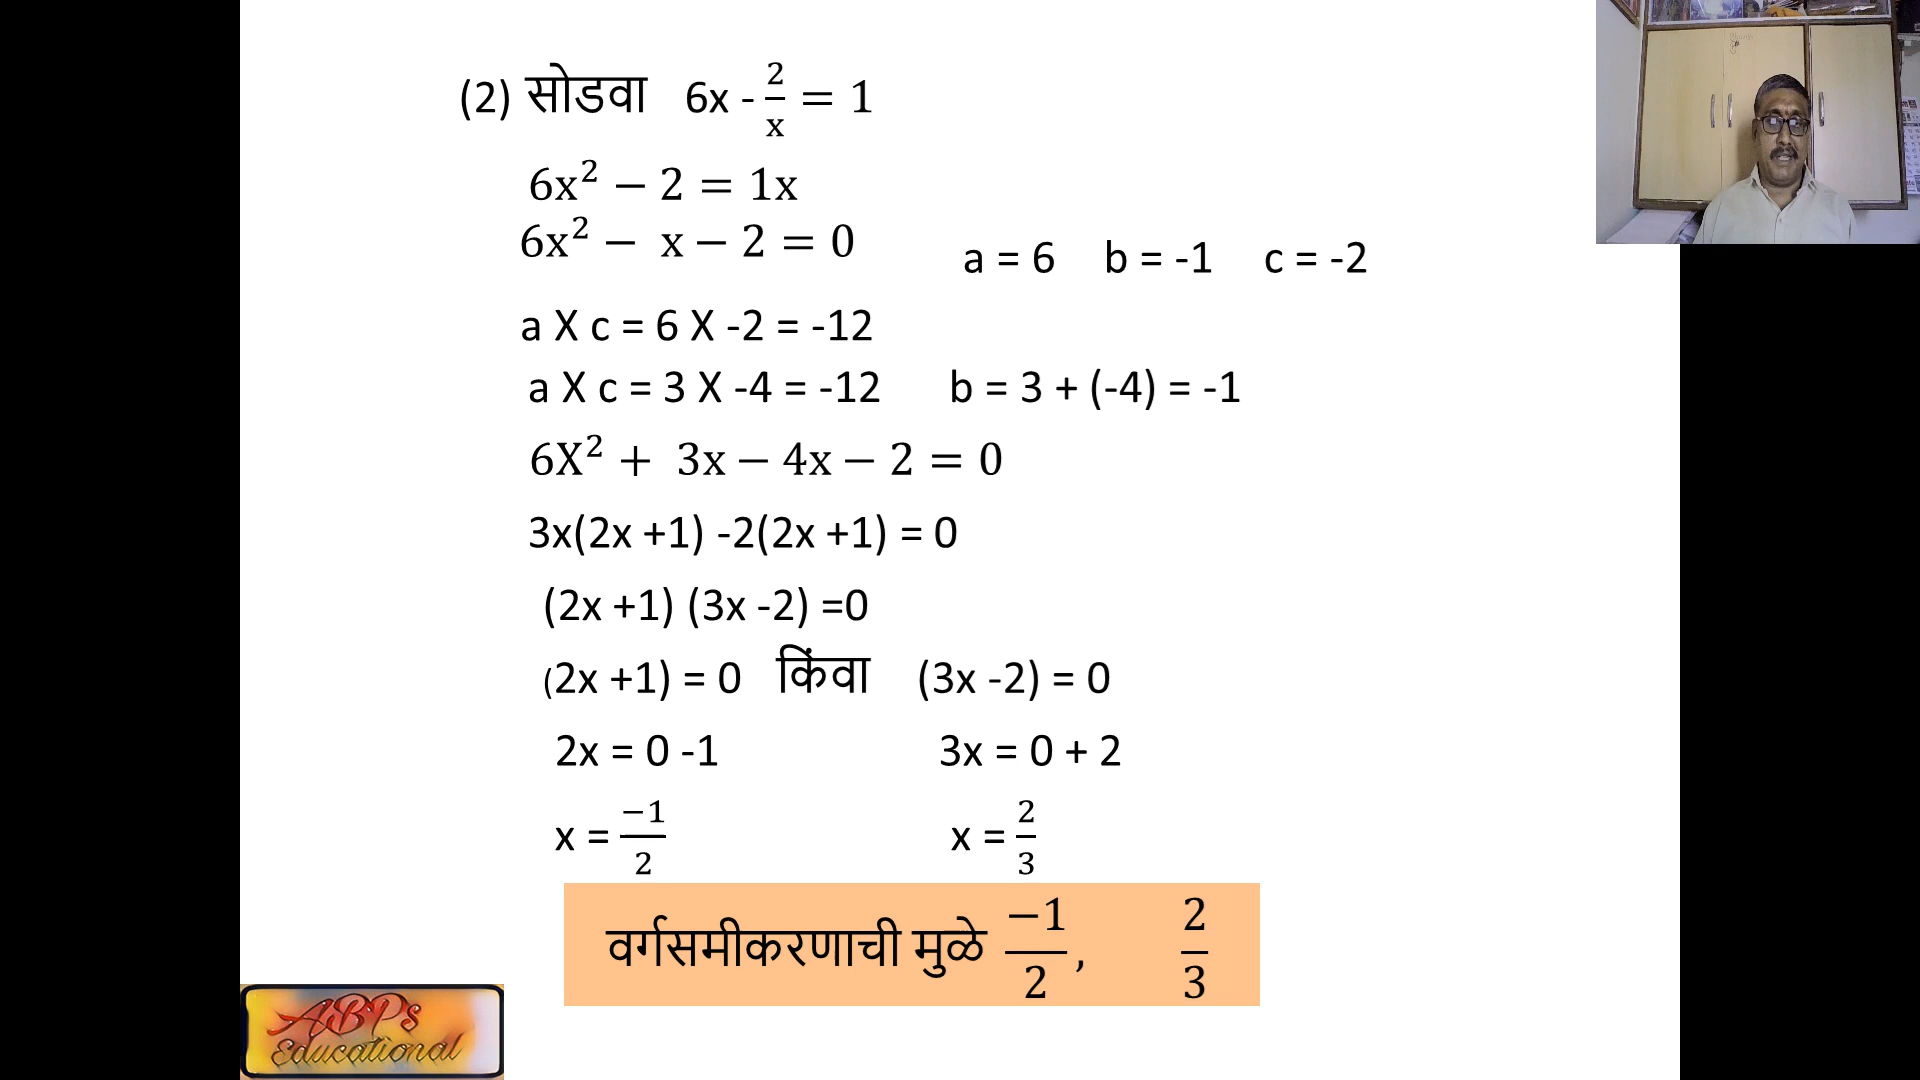 (2) सोडवा 6x - 2/x = 1
6x² − 2 = 1x
6x² − x − 2 = 0
a = 6 b = -1 c = -2
a X c = 6 X -2 = -12
a X c = 3 X -4 = -12 b = 3 + (-4) = -1
6X² + 3x − 4x − 2 = 0
3x(2x +1) -2(2x +1) = 0
(2x +1) (3x -2) =0
(2x +1) = 0 किंवा (3x -2) = 0
2x = 0 -1 3x = 0 + 2
x = −1/2 x = 2/3
वर्गसमीकरणाची मुळे −1/2, 2/3
ABPs
Educational